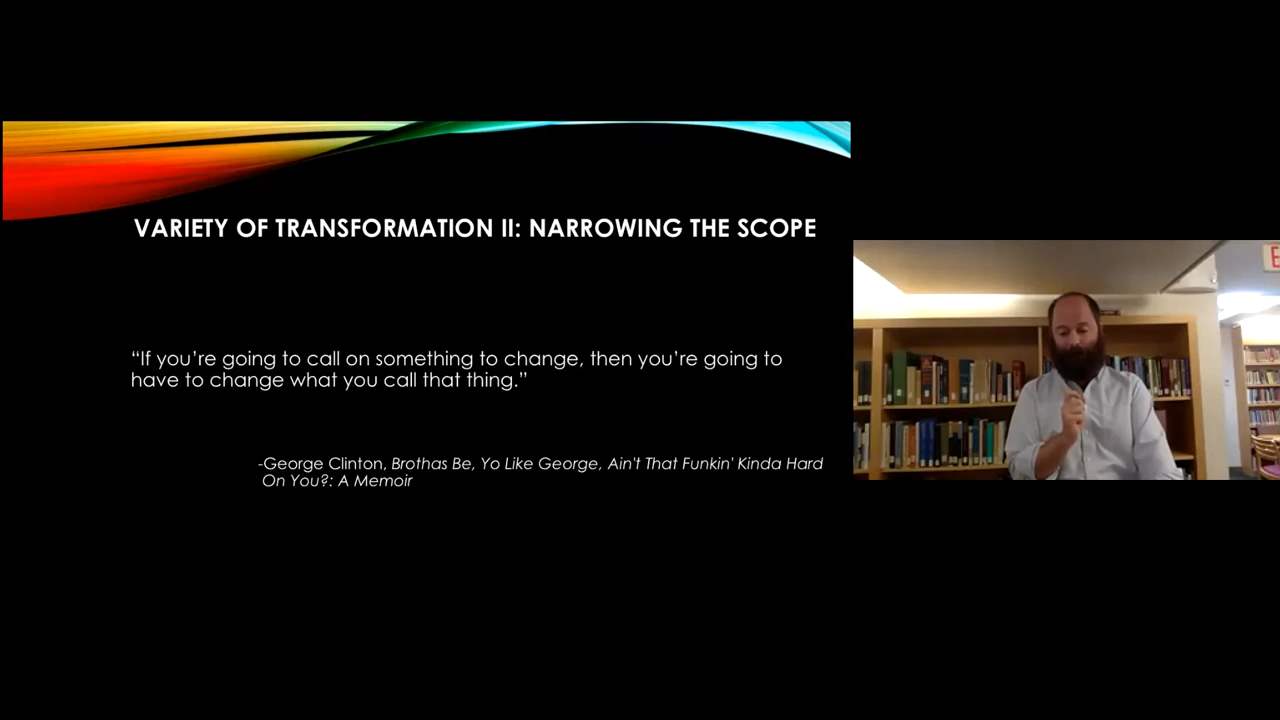 VARIETY OF TRANSFORMATION II: NARROWING THE SCOPE
“If you’re going to call on something to change, then you’re going to
have to change what you call that thing.”
-George Clinton, Brothas Be, Yo Like George, Ain't That Funkin' Kinda Hard
On You?: A Memoir
E